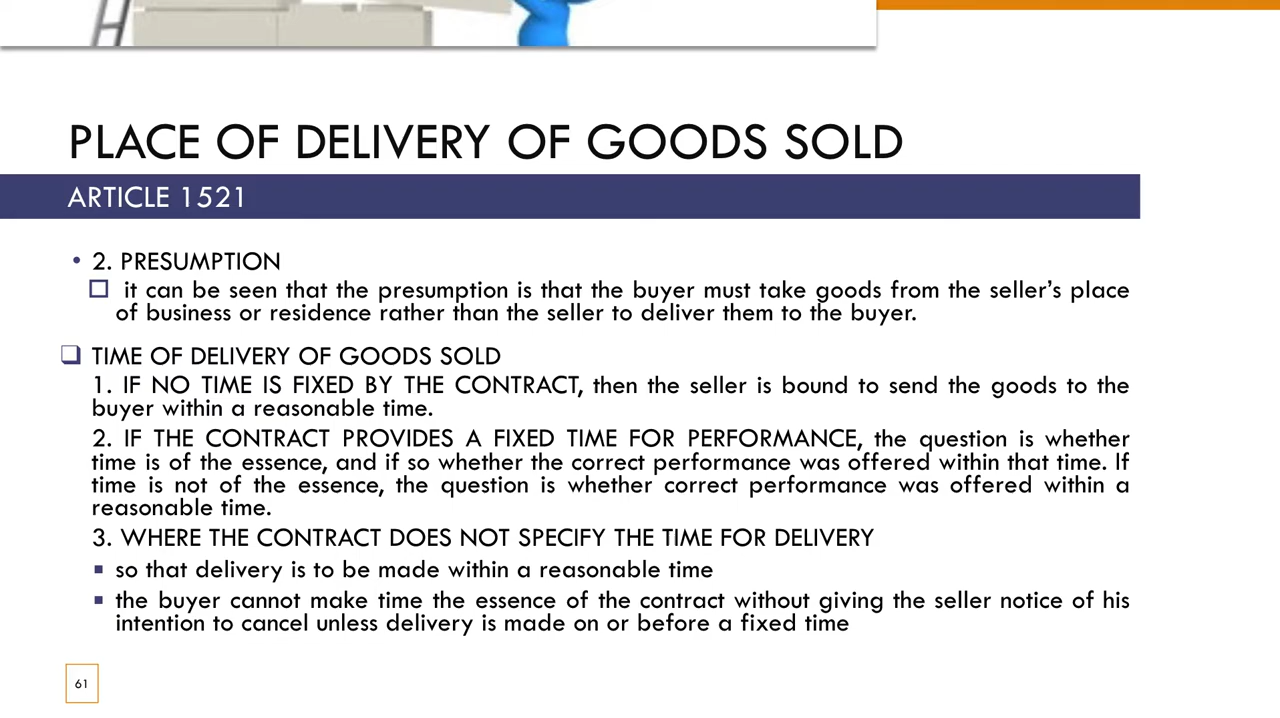 PLACE OF DELIVERY OF GOODS SOLD
ARTICLE 1521
• 2. PRESUMPTION
☐ it can be seen that the presumption is that the buyer must take goods from the seller’s place
of business or residence rather than the seller to deliver them to the buyer.
❑ TIME OF DELIVERY OF GOODS SOLD
1. IF NO TIME IS FIXED BY THE CONTRACT, then the seller is bound to send the goods to the
buyer within a reasonable time.
2. IF THE CONTRACT PROVIDES A FIXED TIME FOR PERFORMANCE, the question is whether
time is of the essence, and if so whether the correct performance was offered within that time. If
time is not of the essence, the question is whether correct performance was offered within a
reasonable time.
3. WHERE THE CONTRACT DOES NOT SPECIFY THE TIME FOR DELIVERY
▪ so that delivery is to be made within a reasonable time
▪ the buyer cannot make time the essence of the contract without giving the seller notice of his
intention to cancel unless delivery is made on or before a fixed time
61